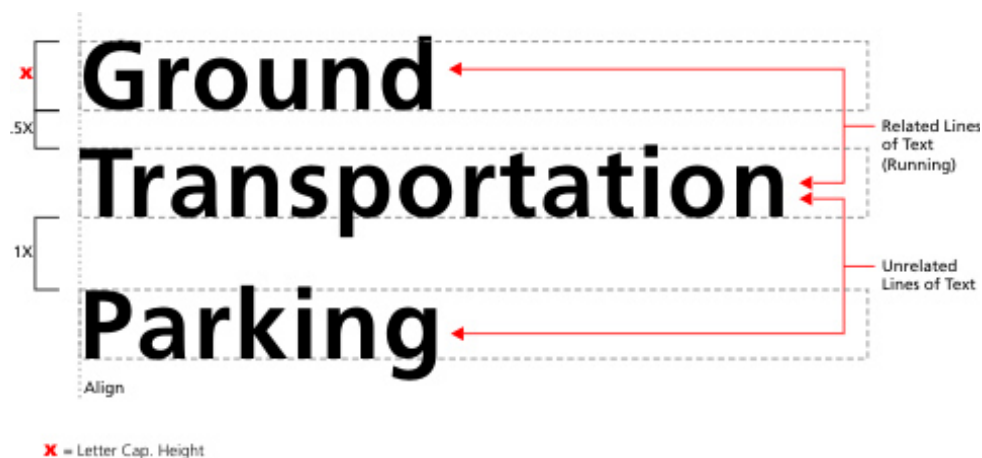 Ground
x
.5X
Related Lines
of Text
(Running)
Transportation
1X
Unrelated
Lines of Text
Parking
Align
x = Letter Cap. Height